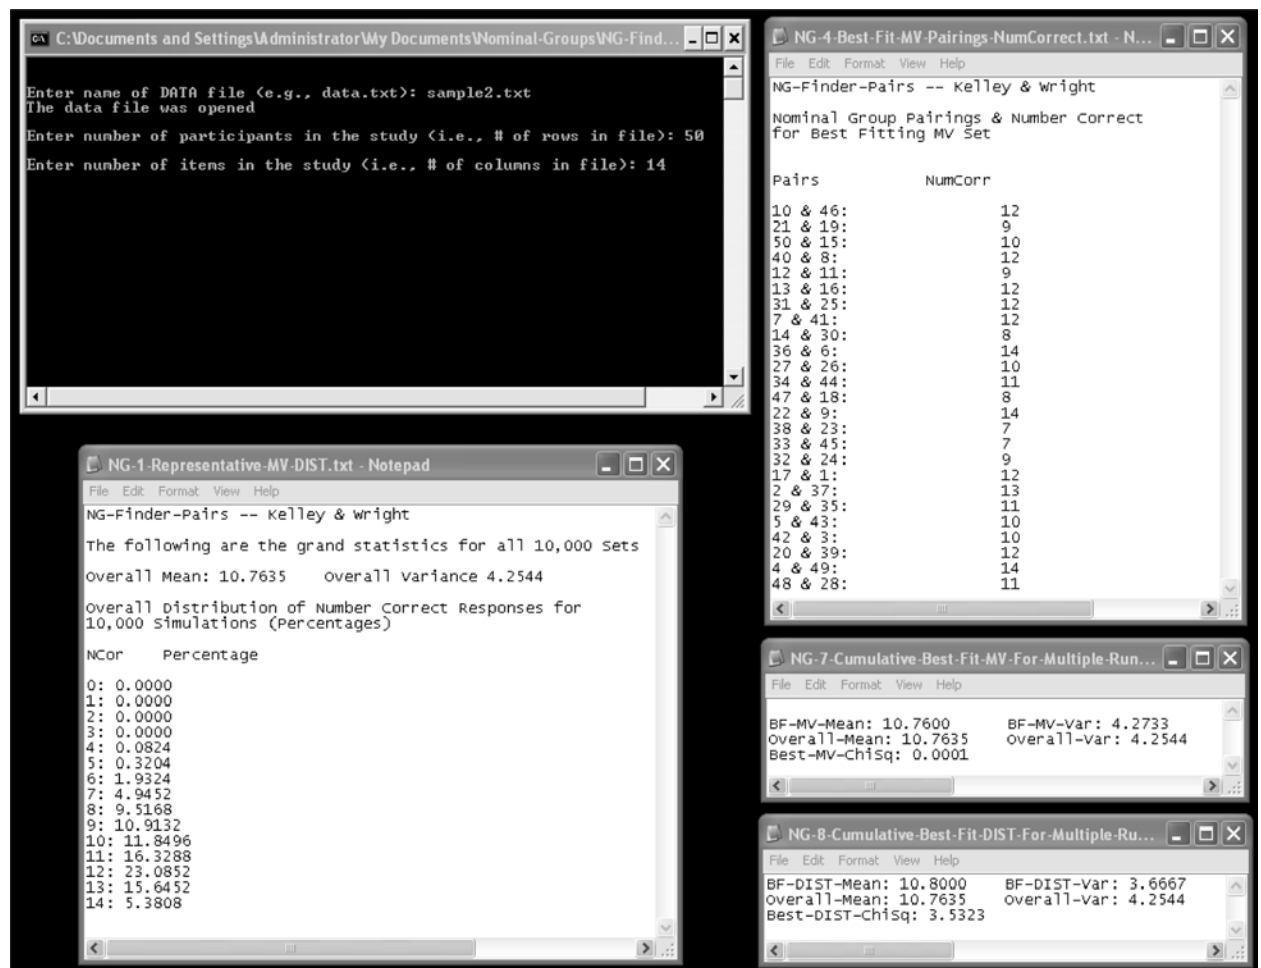 C:\Documents and Settings\Administrator\My Documents\Nominal-Groups\NG-Find...
Enter name of DATA file (e.g., data.txt): sample2.txt
The data file was opened
Enter number of participants in the study (i.e., # of rows in file): 50
Enter number of items in the study (i.e., # of columns in file): 14
NG-4-Best-Fit-MV-Pairings-NumCorrect.txt - N...
File Edit Format View Help
NG-Finder-Pairs -- Kelley & Wright
Nominal Group Pairings & Number Correct
for Best Fitting MV Set
Pairs NumCorr
10 & 46: 12
21 & 19: 9
50 & 15: 10
40 & 8: 12
12 & 11: 9
13 & 16: 12
31 & 25: 12
7 & 41: 12
14 & 30: 8
36 & 6: 14
27 & 26: 10
34 & 44: 11
47 & 18: 8
22 & 9: 14
38 & 23: 7
33 & 45: 7
32 & 24: 9
17 & 1: 12
2 & 37: 13
29 & 35: 11
5 & 43: 10
42 & 3: 10
20 & 39: 12
4 & 49: 14
48 & 28: 11
NG-1-Representative-MV-DIST.txt - Notepad
File Edit Format View Help
NG-Finder-Pairs -- Kelley & Wright
The following are the grand statistics for all 10,000 Sets
Overall Mean: 10.7635 Overall Variance 4.2544
Overall Distribution of Number Correct Responses for
10,000 Simulations (Percentages)
NCor Percentage
0: 0.0000
1: 0.0000
2: 0.0000
3: 0.0000
4: 0.0824
5: 0.3204
6: 1.9324
7: 4.9452
8: 9.5168
9: 10.9132
10: 11.8496
11: 16.3288
12: 23.0852
13: 15.6452
14: 5.3808
NG-7-Cumulative-Best-Fit-MV-For-Multiple-Run...
File Edit Format View Help
BF-MV-Mean: 10.7600 BF-MV-Var: 4.2733
Overall-Mean: 10.7635 Overall-Var: 4.2544
Best-MV-ChiSq: 0.0001
NG-8-Cumulative-Best-Fit-DIST-For-Multiple-Ru...
File Edit Format View Help
BF-DIST-Mean: 10.8000 BF-DIST-Var: 3.6667
Overall-Mean: 10.7635 Overall-Var: 4.2544
Best-DIST-ChiSq: 3.5323